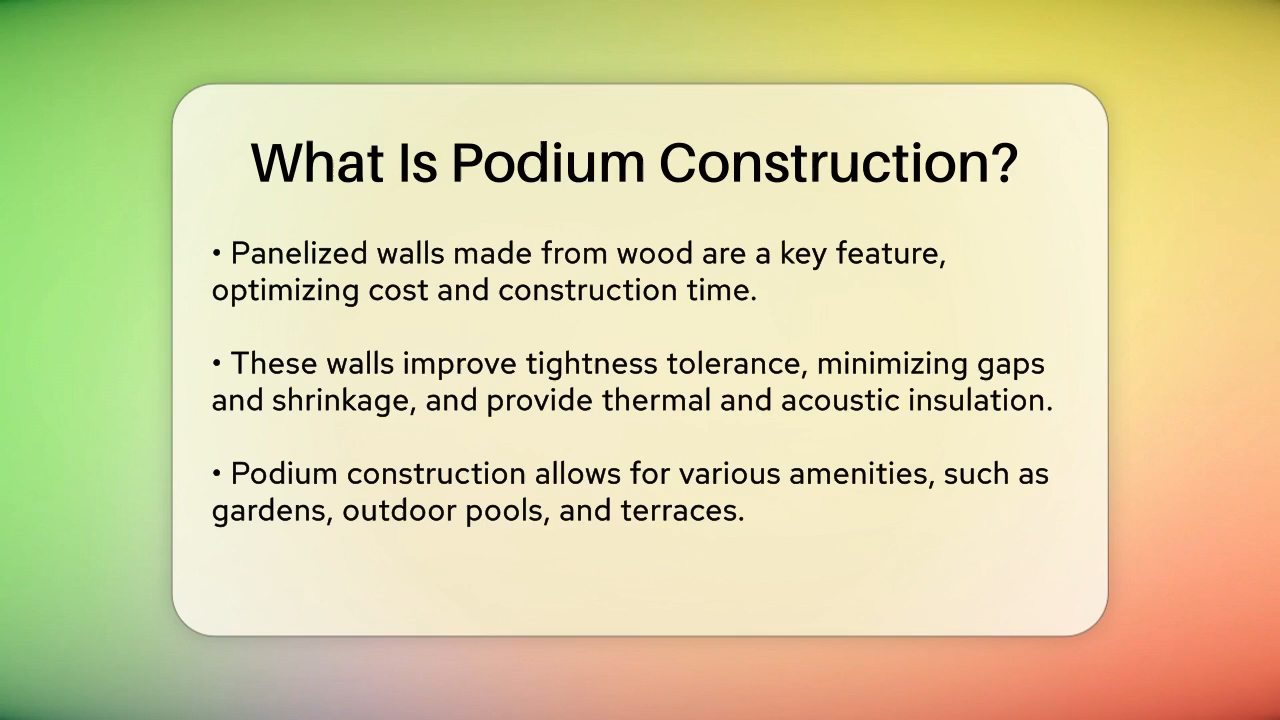 What Is Podium Construction?
• Panelized walls made from wood are a key feature,
optimizing cost and construction time.
• These walls improve tightness tolerance, minimizing gaps
and shrinkage, and provide thermal and acoustic insulation.
• Podium construction allows for various amenities, such as
gardens, outdoor pools, and terraces.